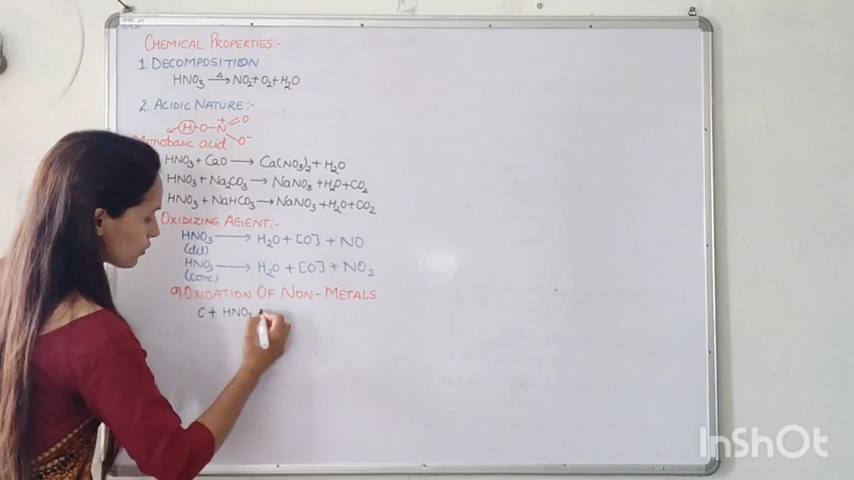 CHEMICAL PROPERTIES:-
1. DECOMPOSITION
HNO₃ —Δ→ NO₂ + O₂ + H₂O
2. ACIDIC NATURE:-
H-O-N⁺ O O⁻
Monobasic acid
HNO₃ + CaO → Ca(NO₃)₂ + H₂O
HNO₃ + Na₂CO₃ → NaNO₃ + H₂O + CO₂
HNO₃ + NaHCO₃ → NaNO₃ + H₂O + CO₂
OXIDIZING AGENT:-
HNO₃ → H₂O + [O] + NO
(dil)
HNO₃ → H₂O + [O] + NO₂
(conc)
a) OXIDATION OF NON-METALS
C + HNO₃
InShOt